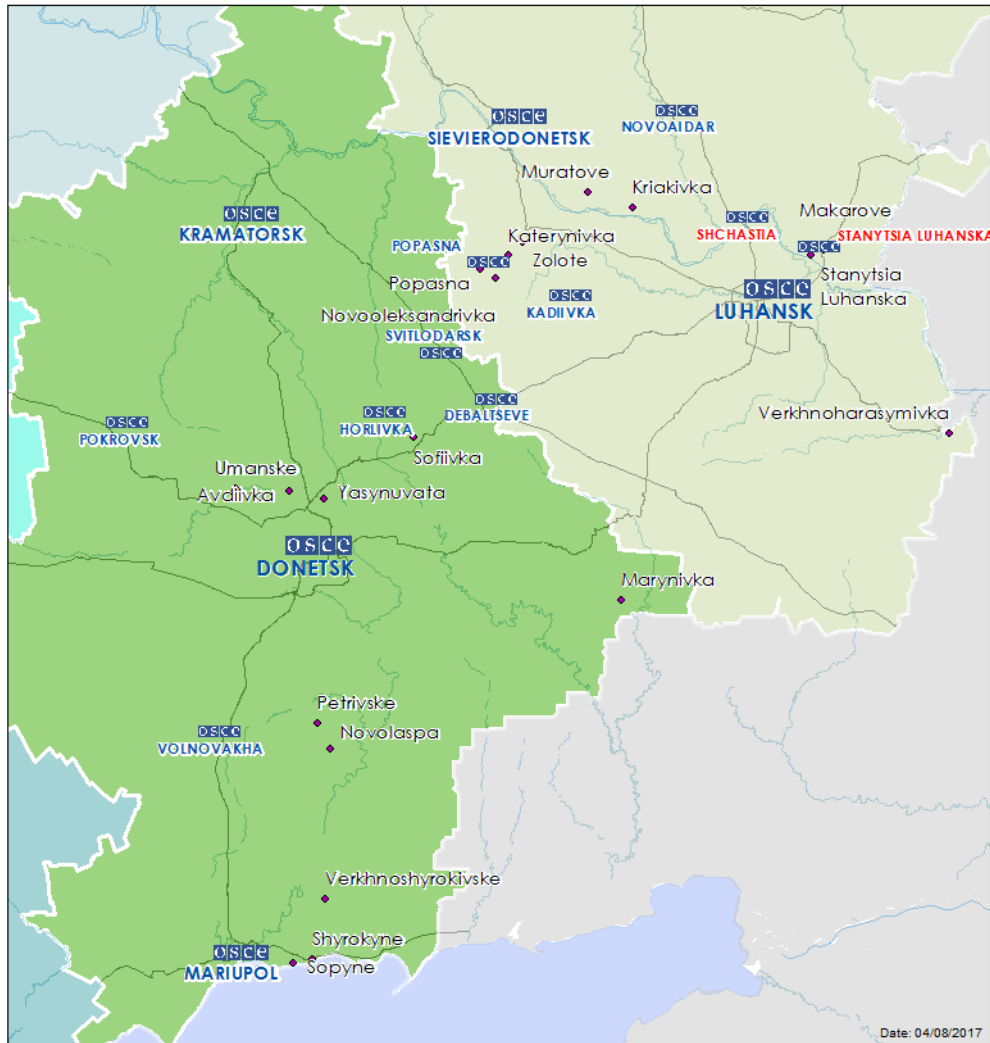 OSCE
SIEVIERODONETSK
OSCE
NOVOAIDAR
Muratove
Kriakivka
OSCE
KRAMATORSK
OSCE
SHCHASTIA
Makarove
STANYTSIA LUHANSKA
OSCE
Stanytsia
Luhanska
POPASNA
OSCE
Katerynivka
Zolote
Popasna
OSCE
KADIIVKA
OSCE
LUHANSK
Novooleksandrivka
SVITLODARSK
OSCE
OSCE
DEBALTSEVE
OSCE
HORLIVKA
OSCE
POKROVSK
Verkhnoharasymivka
Sofiivka
Umanske
Avdiivka
Yasynuvata
OSCE
DONETSK
Marynivka
Petrivske
OSCE
VOLNOVAKHA
Novolaspa
Verkhnoshyrokivske
Shyrokyne
OSCE
MARIUPOL
Sopyne
Date: 04/08/2017